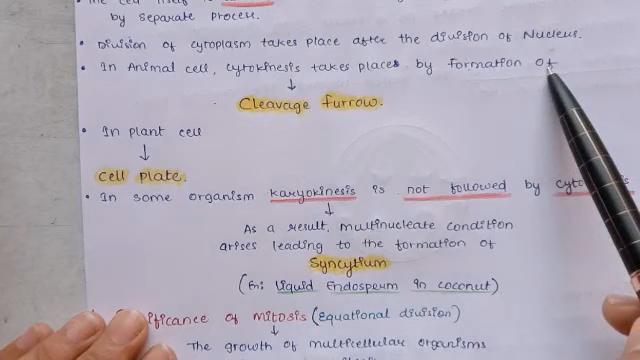 by separate process.
• Division of cytoplasm takes place after the division of Nucleus.
• In Animal cell, cytokinesis takes places by formation of
↓
Cleavage furrow.
• In plant cell
↓
Cell plate.
• In some organism karyokinesis is not followed by
↓
As a result, multinucleate condition
arises leading to the formation of
Syncytium
(Eg: liquid Endosperm in coconut)
of mitosis (Equational division)
↓
The growth of multicellular organisms